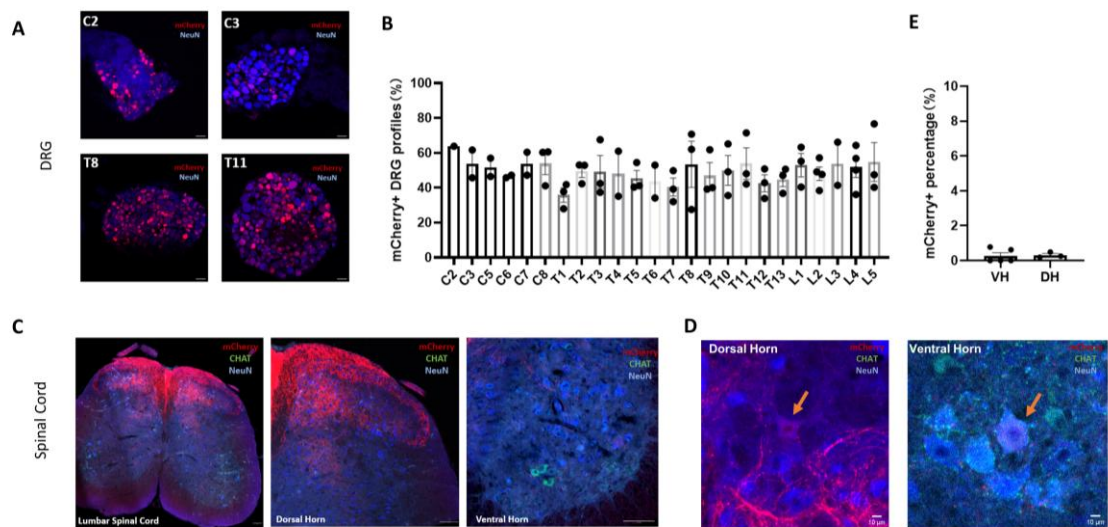 A
DRG
C2
mCherry
NeuN
C3
mCherry
NeuN
T8
mCherry
NeuN
T11
mCherry
NeuN
B
mCherry+ DRG profiles (%)
100
80
60
40
20
0
C2 C3 C5 C6 C7 C8 T1 T2 T3 T4 T5 T6 T7 T8 T9 T10 T11 T12 T13 L1 L2 L3 L4 L5
E
mCherry+ percentage (%)
10
8
6
4
2
0
VH DH
C
Spinal Cord
mCherry
CHAT
NeuN
Lumbar Spinal Cord
mCherry
CHAT
NeuN
Dorsal Horn
mCherry
CHAT
NeuN
Ventral Horn
D
Dorsal Horn
mCherry
CHAT
NeuN
10 µm
Ventral Horn
mCherry
CHAT
NeuN
10 µm